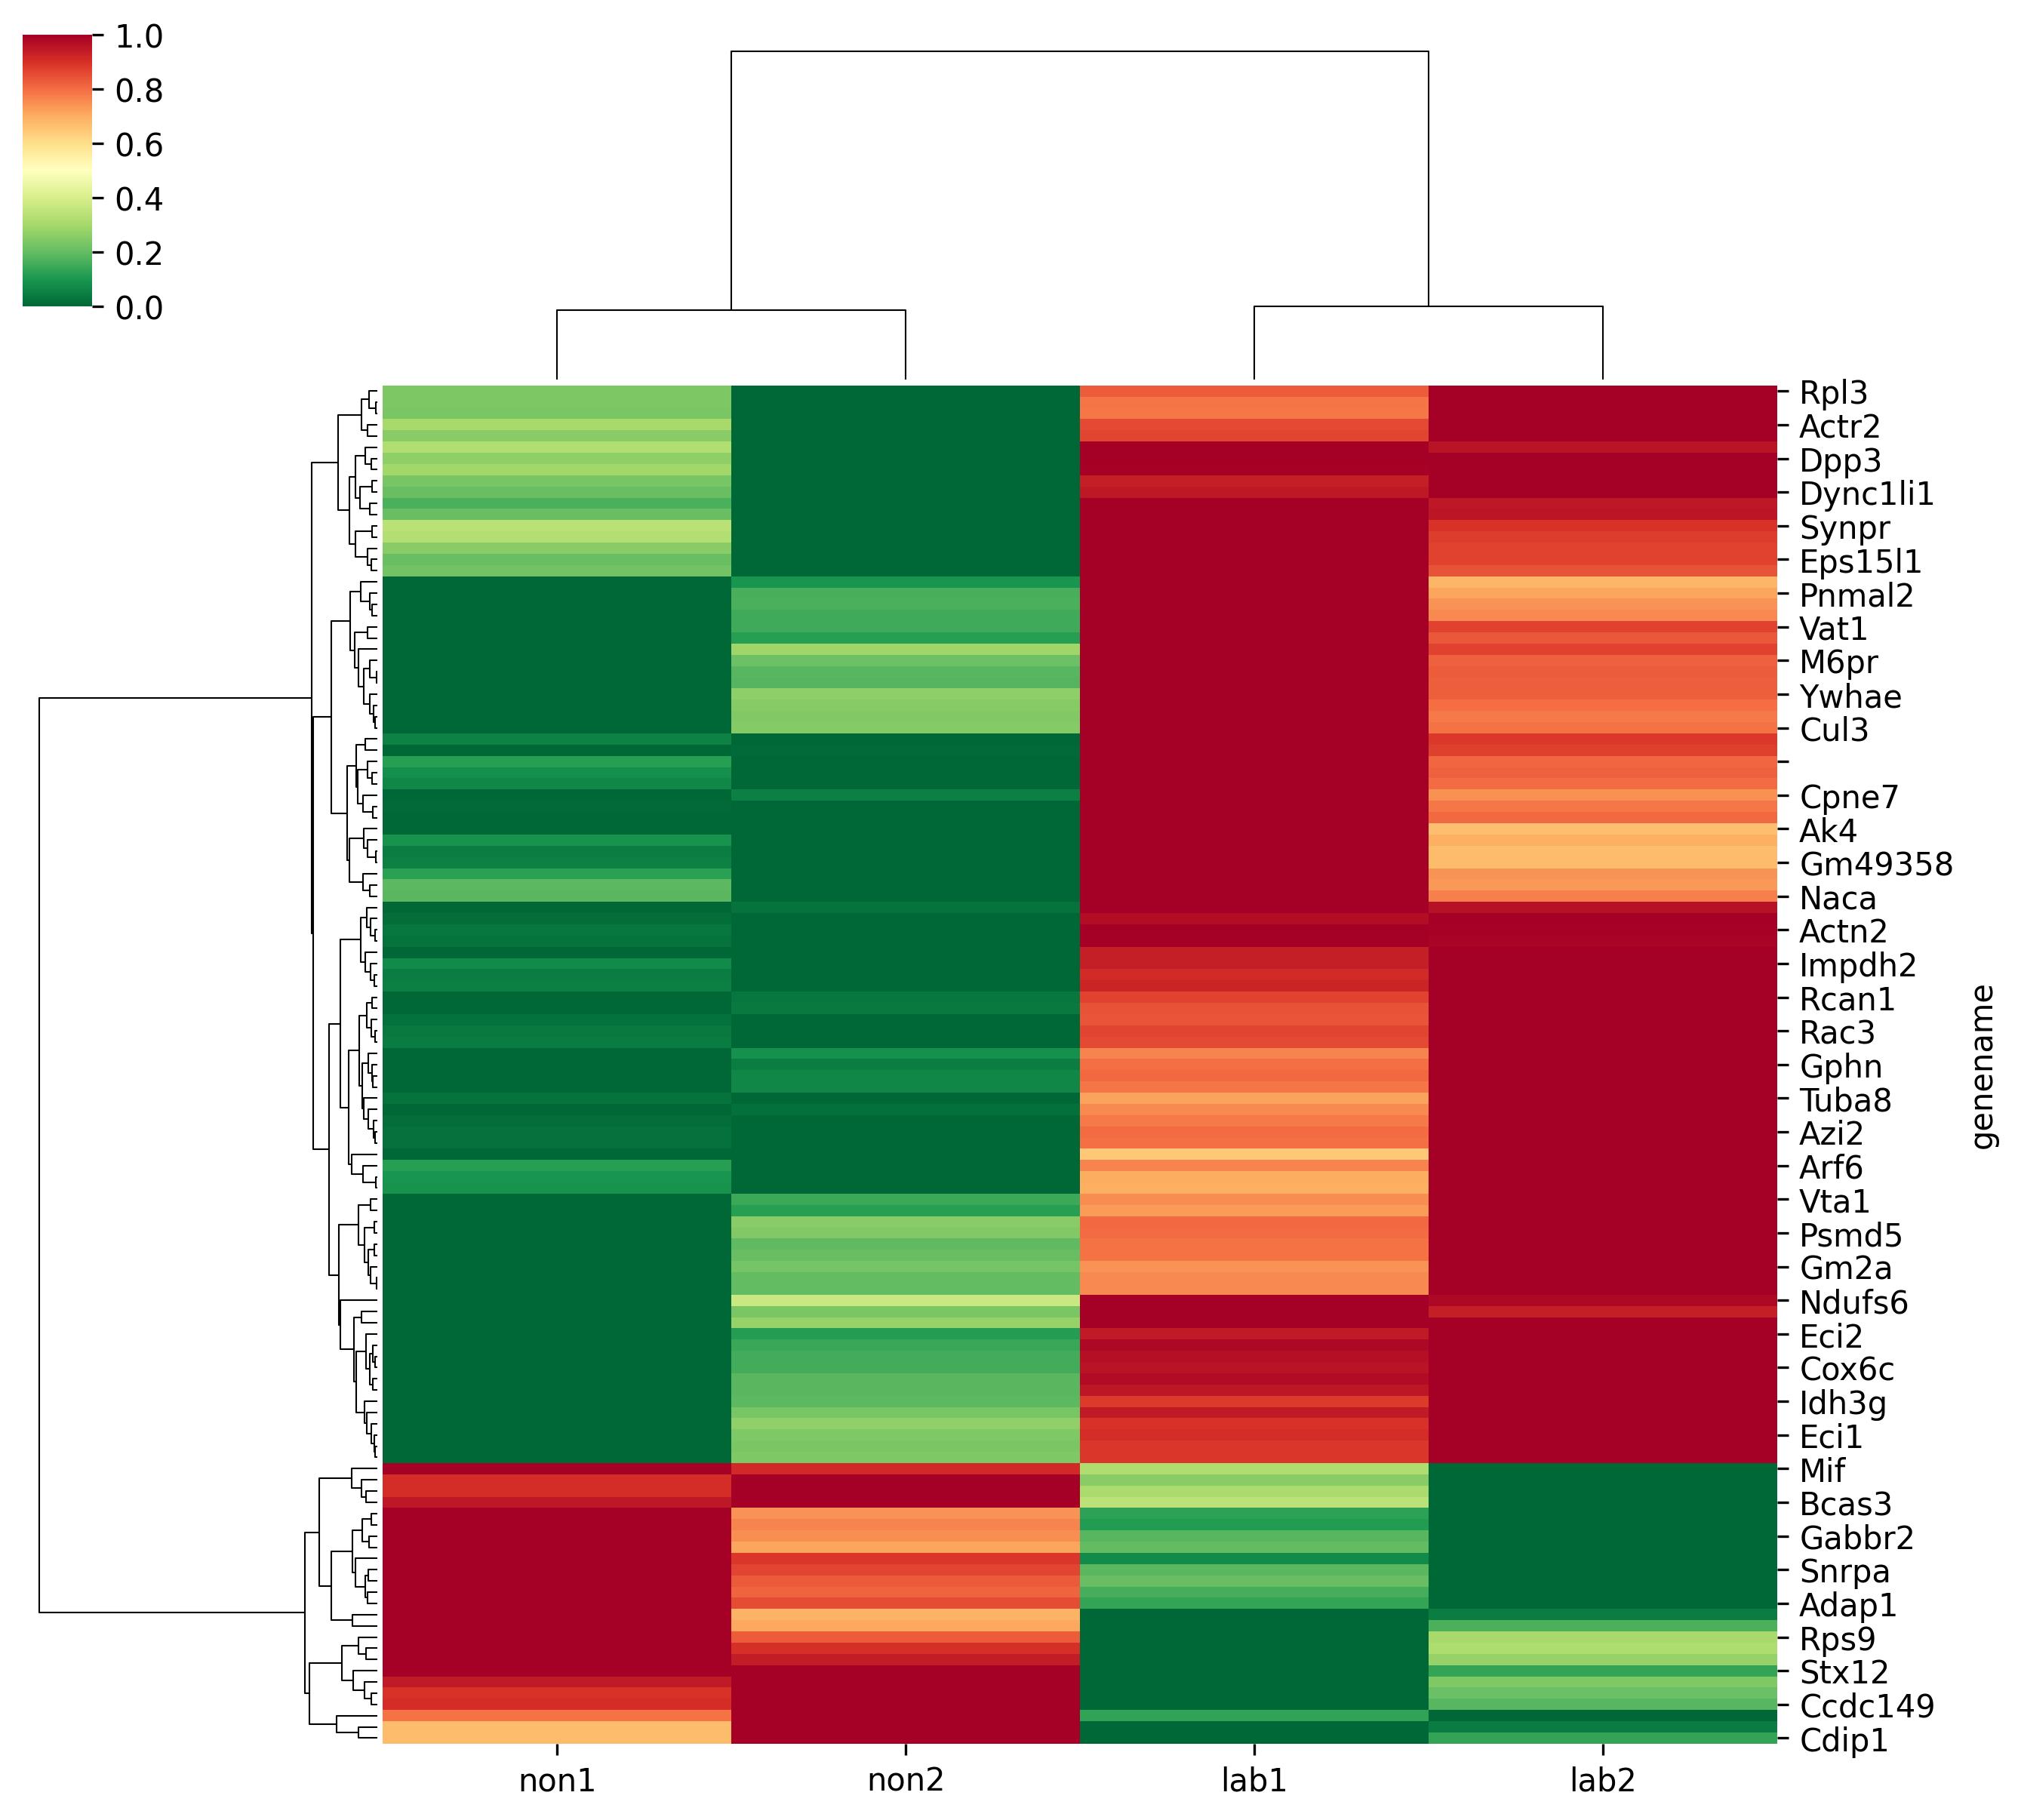 1.0
0.8
0.6
0.4
0.2
0.0
Rpl3
Actr2
Dpp3
Dync1li1
Synpr
Eps15l1
Pnmal2
Vat1
M6pr
Ywhae
Cul3
Cpne7
Ak4
Gm49358
Naca
Actn2
Impdh2
Rcan1
Rac3
Gphn
Tuba8
Azi2
Arf6
Vta1
Psmd5
Gm2a
Ndufs6
Eci2
Cox6c
Idh3g
Eci1
Mif
Bcas3
Gabbr2
Snrpa
Adap1
Rps9
Stx12
Ccdc149
Cdip1
genename
non1
non2
lab1
lab2